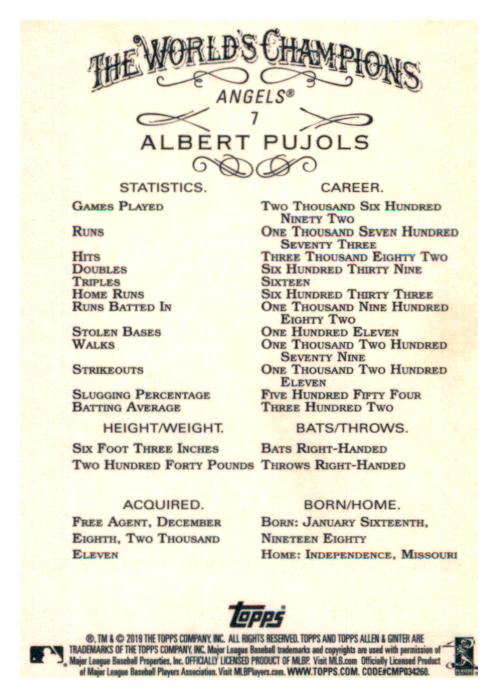 THE WORLD'S CHAMPIONS
ANGELS®
7
ALBERT PUJOLS
STATISTICS. CAREER.
GAMES PLAYED TWO THOUSAND SIX HUNDRED
NINETY TWO
RUNS ONE THOUSAND SEVEN HUNDRED
SEVENTY THREE
HITS THREE THOUSAND EIGHTY TWO
DOUBLES SIX HUNDRED THIRTY NINE
TRIPLES SIXTEEN
HOME RUNS SIX HUNDRED THIRTY THREE
RUNS BATTED IN ONE THOUSAND NINE HUNDRED
EIGHTY TWO
STOLEN BASES ONE HUNDRED ELEVEN
WALKS ONE THOUSAND TWO HUNDRED
SEVENTY NINE
STRIKEOUTS ONE THOUSAND TWO HUNDRED
ELEVEN
SLUGGING PERCENTAGE FIVE HUNDRED FIFTY FOUR
BATTING AVERAGE THREE HUNDRED TWO
HEIGHT/WEIGHT. BATS/THROWS.
SIX FOOT THREE INCHES BATS RIGHT-HANDED
TWO HUNDRED FORTY POUNDS THROWS RIGHT-HANDED
ACQUIRED. BORN/HOME.
FREE AGENT, DECEMBER BORN: JANUARY SIXTEENTH,
EIGHTH, TWO THOUSAND NINETEEN EIGHTY
ELEVEN HOME: INDEPENDENCE, MISSOURI
Topps
®, TM & © 2019 THE TOPPS COMPANY, INC. ALL RIGHTS RESERVED. TOPPS AND TOPPS ALLEN & GINTER ARE
TRADEMARKS OF THE TOPPS COMPANY, INC. Major League Baseball trademarks and copyrights are used with permission of
Major League Baseball Properties, Inc. OFFICIALLY LICENSED PRODUCT OF MLBP. Visit MLB.com Officially Licensed Product
of Major League Baseball Players Association. Visit MLBPlayers.com. WWW.TOPPS.COM. CODE#CMP034260.